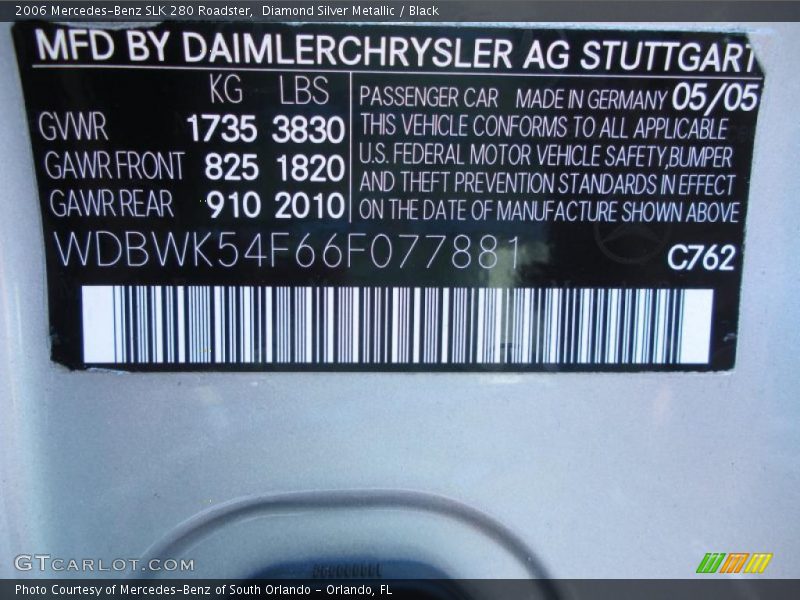 2006 Mercedes-Benz SLK 280 Roadster, Diamond Silver Metallic / Black
MFD BY DAIMLERCHRYSLER AG STUTTGART
KG LBS
GVWR 1735 3830
GAWR FRONT 825 1820
GAWR REAR 910 2010
PASSENGER CAR MADE IN GERMANY 05/05
THIS VEHICLE CONFORMS TO ALL APPLICABLE
U.S. FEDERAL MOTOR VEHICLE SAFETY,BUMPER
AND THEFT PREVENTION STANDARDS IN EFFECT
ON THE DATE OF MANUFACTURE SHOWN ABOVE
WDBWK54F66F077881
C762
GTCARLOT.COM
Photo Courtesy of Mercedes-Benz of South Orlando - Orlando, FL